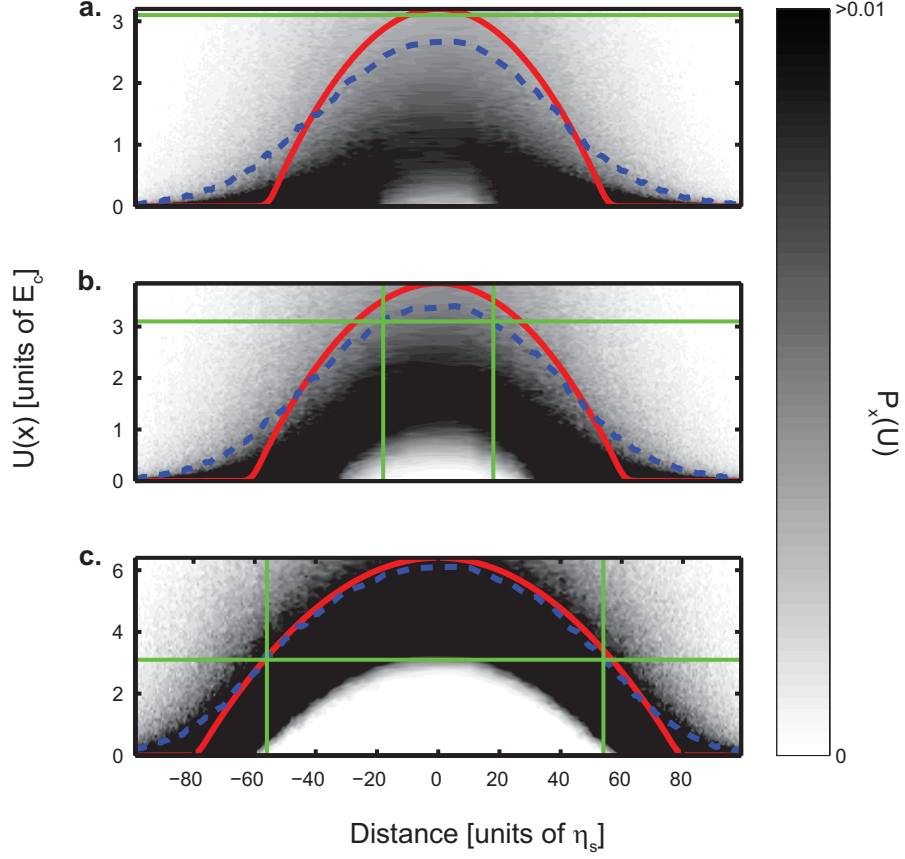 a.
3
2
1
0
b.
3
2
1
0
c.
6
4
2
0
−80 −60 −40 −20 0 20 40 60 80
Distance [units of η_s]
U(x) [units of E_c]
>0.01
0
P_x(U)